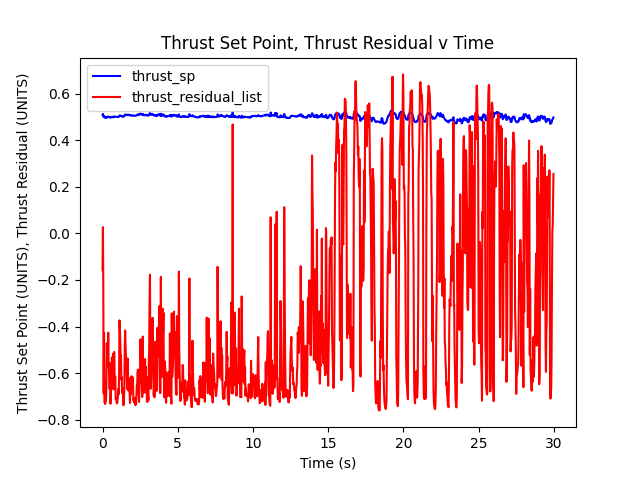 Thrust Set Point, Thrust Residual v Time
thrust_sp
thrust_residual_list
Thrust Set Point (UNITS), Thrust Residual (UNITS)
0.6
0.4
0.2
0.0
−0.2
−0.4
−0.6
−0.8
0 5 10 15 20 25 30
Time (s)